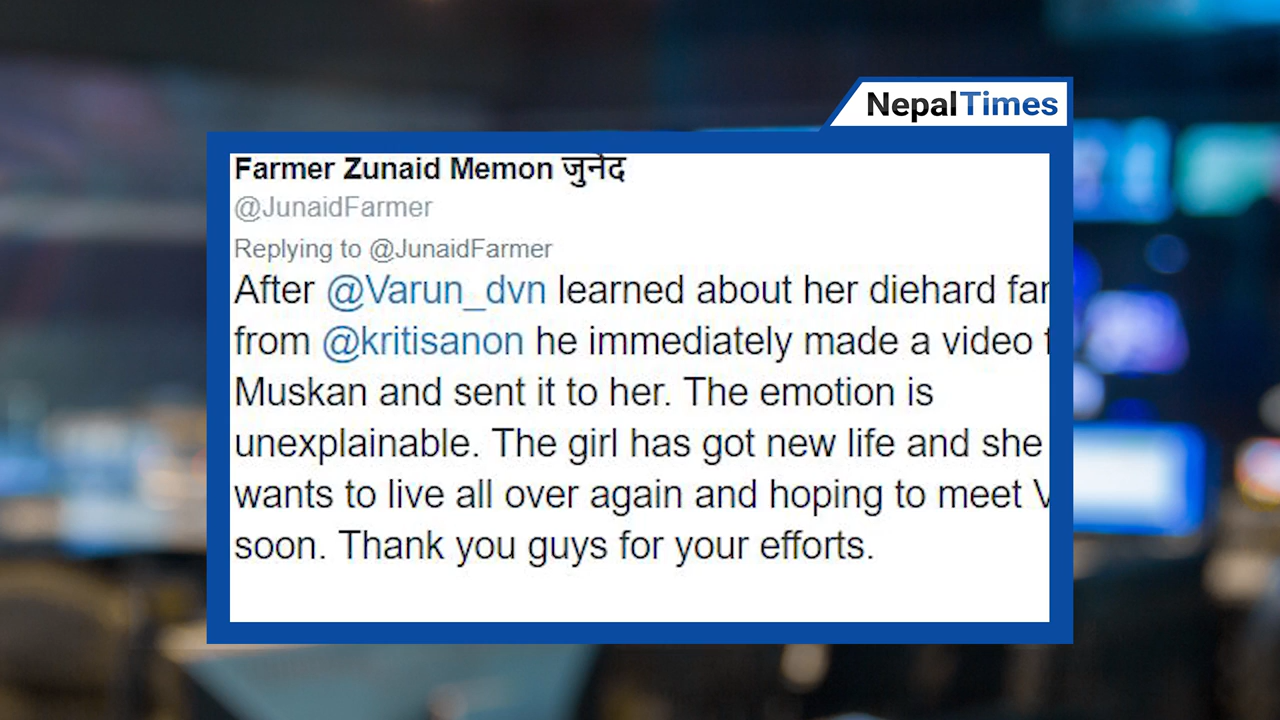 NepalTimes
Farmer Zunaid Memon जुनेद
@JunaidFarmer
Replying to @JunaidFarmer
After @Varun_dvn learned about her diehard
from @kritisanon he immediately made a video
Muskan and sent it to her. The emotion is
unexplainable. The girl has got new life and she
wants to live all over again and hoping to meet
soon. Thank you guys for your efforts.